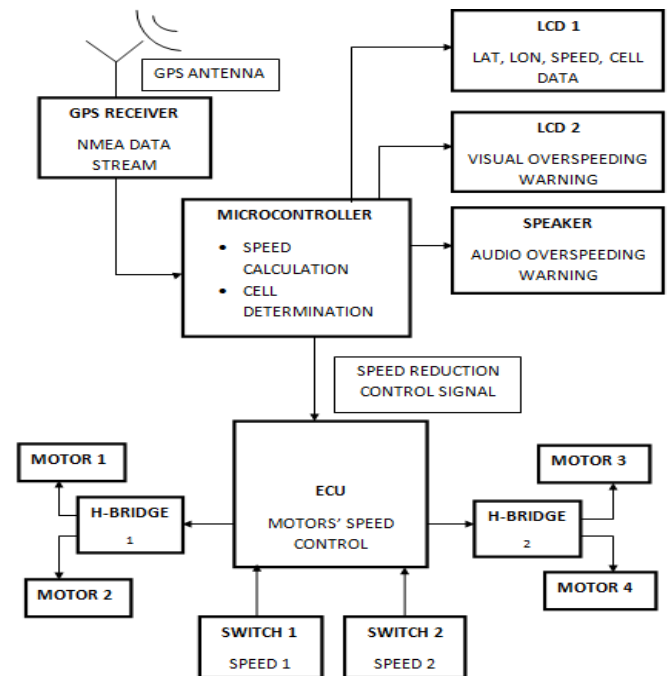 GPS ANTENNA
GPS RECEIVER
NMEA DATA
STREAM
LCD 1
LAT, LON, SPEED, CELL
DATA
LCD 2
VISUAL OVERSPEEDING
WARNING
SPEAKER
AUDIO OVERSPEEDING
WARNING
MICROCONTROLLER
• SPEED
CALCULATION
• CELL
DETERMINATION
SPEED REDUCTION
CONTROL SIGNAL
ECU
MOTORS' SPEED
CONTROL
MOTOR 1
H-BRIDGE
1
MOTOR 2
MOTOR 3
H-BRIDGE
2
MOTOR 4
SWITCH 1
SPEED 1
SWITCH 2
SPEED 2